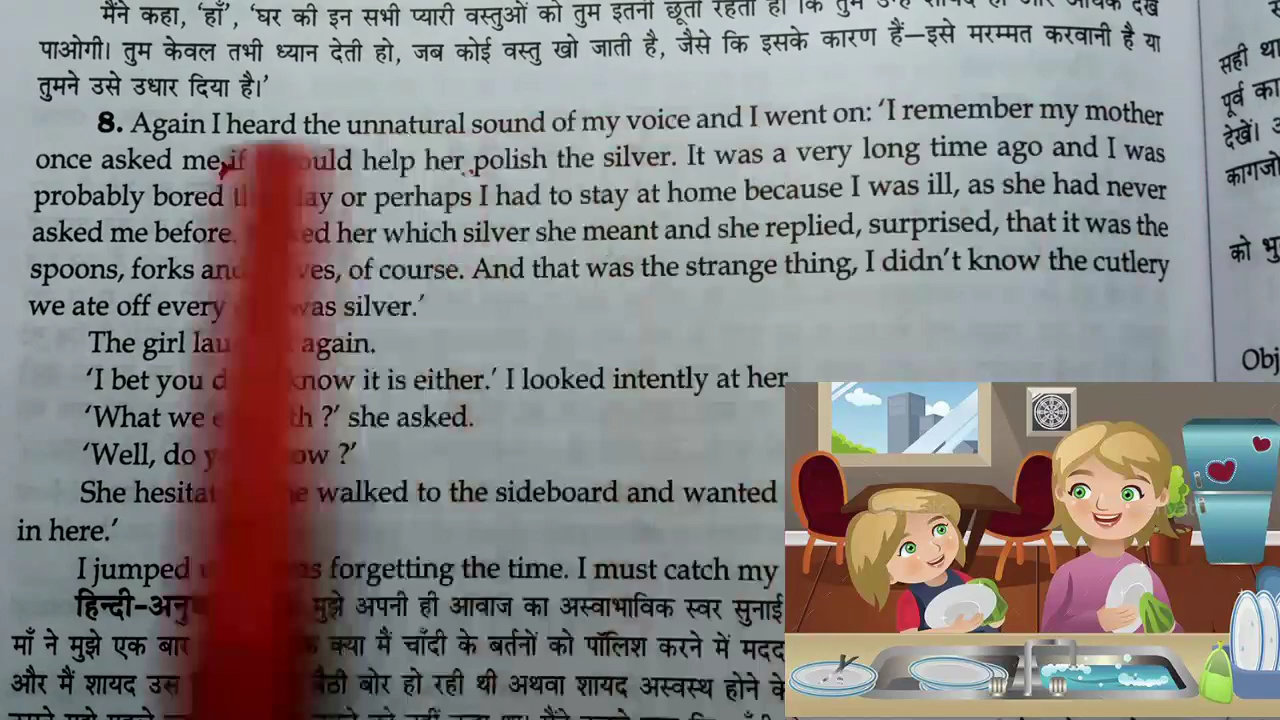 मैंने कहा, 'हाँ', 'घर की इन सभी प्यारी वस्तुओं को तुम इतनी छूती रहती हो कि तुम
पाओगी। तुम केवल तभी ध्यान देती हो, जब कोई वस्तु खो जाती है, जैसे कि इसके कारण हैं—इसे मरम्मत करवानी है या
तुमने उसे उधार दिया है।'
8. Again I heard the unnatural sound of my voice and I went on: 'I remember my mother
once asked me, if ould help her polish the silver. It was a very long time ago and I was
probably bored lay or perhaps I had to stay at home because I was ill, as she had never
asked me before. ed her which silver she meant and she replied, surprised, that it was the
spoons, forks and ves, of course. And that was the strange thing, I didn't know the cutlery
we ate off every was silver.'
The girl lau again.
'I bet you d now it is either.' I looked intently at her
'What we e th ?' she asked.
'Well, do y ow ?'
She hesitat e walked to the sideboard and wanted
in here.'
I jumped as forgetting the time. I must catch my
हिन्दी-अनु मुझे अपनी ही आवाज का अस्वाभाविक स्वर सुनाई
माँ ने मुझे एक बार क्या मैं चाँदी के बर्तनों को पॉलिश करने में मदद
और मैं शायद उस बैठी बोर हो रही थी अथवा शायद अस्वस्थ होने के
सही था
पूर्व का
देखें।
कागजो
को भु
Obj